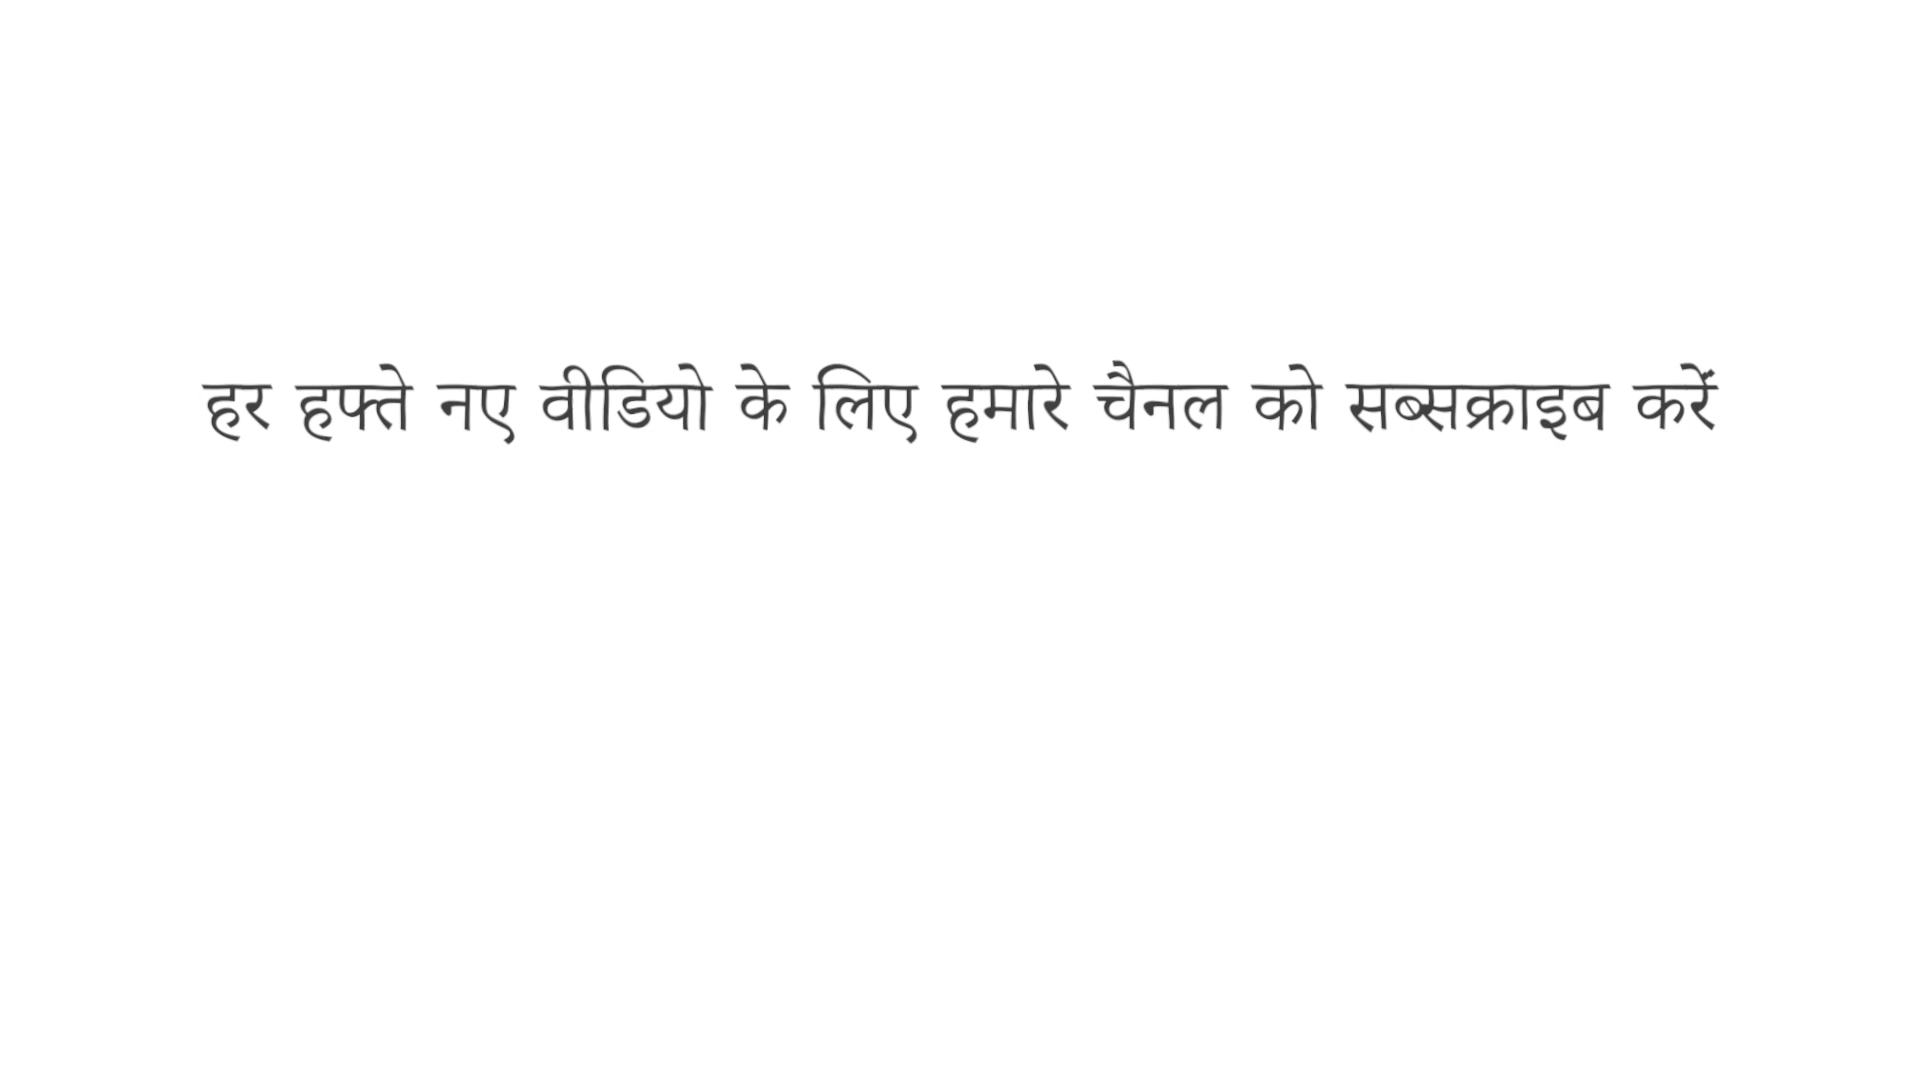 हर हफ्ते नए वीडियो के लिए हमारे चैनल को सब्सक्राइब करें